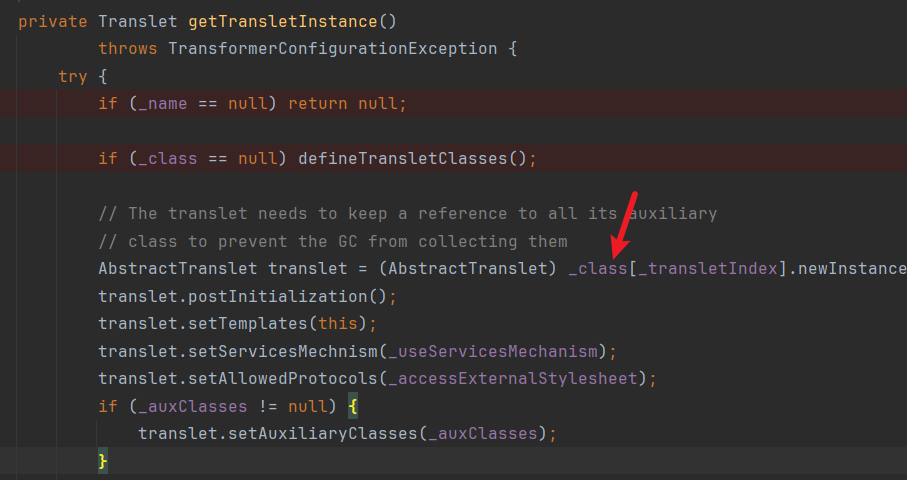 private Translet getTransletInstance()
throws TransformerConfigurationException {
try {
if (_name == null) return null;
if (_class == null) defineTransletClasses();
// The translet needs to keep a reference to all its auxiliary
// class to prevent the GC from collecting them
AbstractTranslet translet = (AbstractTranslet) _class[_transletIndex].newInstance
translet.postInitialization();
translet.setTemplates(this);
translet.setServicesMechnism(_useServicesMechanism);
translet.setAllowedProtocols(_accessExternalStylesheet);
if (_auxClasses != null) {
translet.setAuxiliaryClasses(_auxClasses);
}